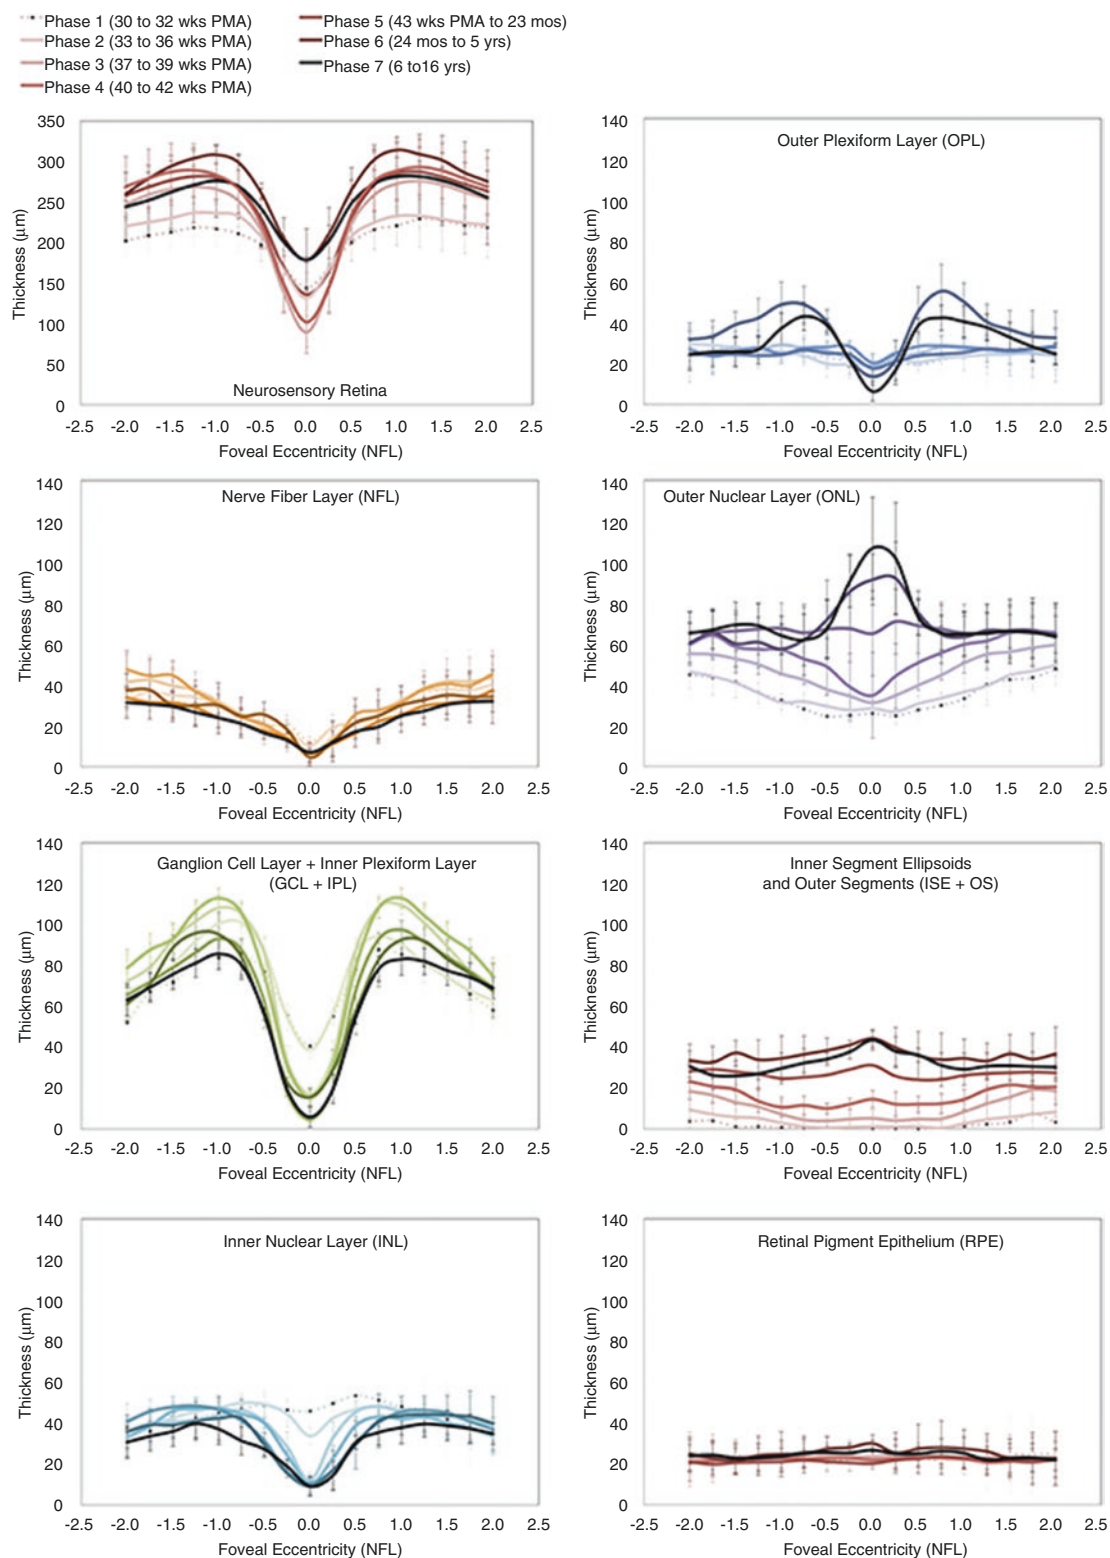 Phase 1 (30 to 32 wks PMA)
Phase 2 (33 to 36 wks PMA)
Phase 3 (37 to 39 wks PMA)
Phase 4 (40 to 42 wks PMA)
Phase 5 (43 wks PMA to 23 mos)
Phase 6 (24 mos to 5 yrs)
Phase 7 (6 to16 yrs)
350
300
250
200
150
100
50
0
Thickness (μm)
Neurosensory Retina
-2.5 -2.0 -1.5 -1.0 -0.5 0.0 0.5 1.0 1.5 2.0 2.5
Foveal Eccentricity (NFL)
140
120
100
80
60
40
20
0
Thickness (μm)
Outer Plexiform Layer (OPL)
-2.5 -2.0 -1.5 -1.0 -0.5 0.0 0.5 1.0 1.5 2.0 2.5
Foveal Eccentricity (NFL)
140
120
100
80
60
40
20
0
Thickness (μm)
Nerve Fiber Layer (NFL)
-2.5 -2.0 -1.5 -1.0 -0.5 0.0 0.5 1.0 1.5 2.0 2.5
Foveal Eccentricity (NFL)
140
120
100
80
60
40
20
0
Thickness (μm)
Outer Nuclear Layer (ONL)
-2.5 -2.0 -1.5 -1.0 -0.5 0.0 0.5 1.0 1.5 2.0 2.5
Foveal Eccentricity (NFL)
140
120
100
80
60
40
20
0
Thickness (μm)
Ganglion Cell Layer + Inner Plexiform Layer
(GCL + IPL)
-2.5 -2.0 -1.5 -1.0 -0.5 0.0 0.5 1.0 1.5 2.0 2.5
Foveal Eccentricity (NFL)
140
120
100
80
60
40
20
0
Thickness (μm)
Inner Segment Ellipsoids
and Outer Segments (ISE + OS)
-2.5 -2.0 -1.5 -1.0 -0.5 0.0 0.5 1.0 1.5 2.0 2.5
Foveal Eccentricity (NFL)
140
120
100
80
60
40
20
0
Thickness (μm)
Inner Nuclear Layer (INL)
-2.5 -2.0 -1.5 -1.0 -0.5 0.0 0.5 1.0 1.5 2.0 2.5
Foveal Eccentricity (NFL)
140
120
100
80
60
40
20
0
Thickness (μm)
Retinal Pigment Epithelium (RPE)
-2.5 -2.0 -1.5 -1.0 -0.5 0.0 0.5 1.0 1.5 2.0 2.5
Foveal Eccentricity (NFL)